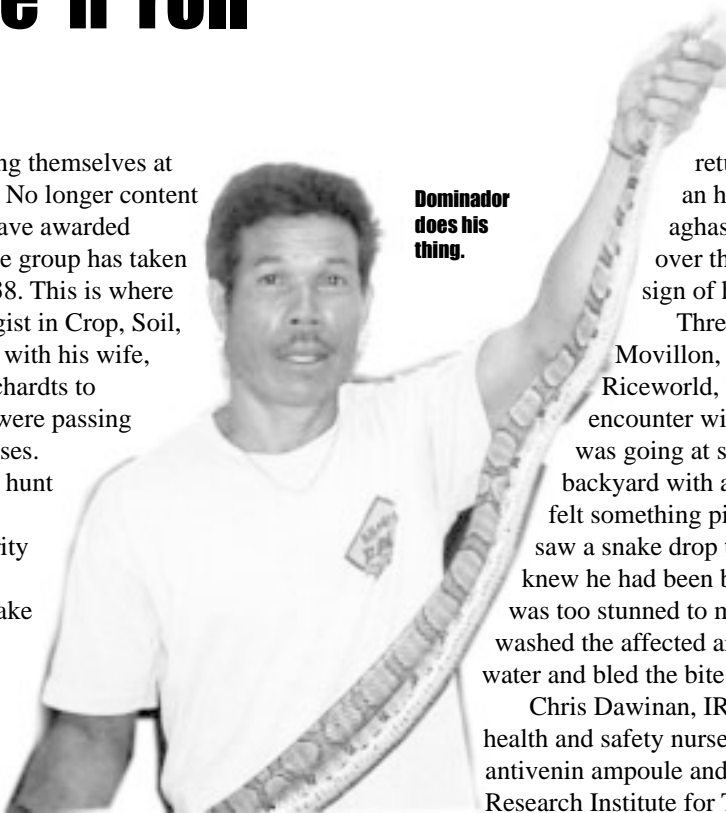 e 'n' roll
ng themselves at
No longer content
ave awarded
e group has taken
38. This is where
gist in Crop, Soil,
with his wife,
chardts to
were passing
ses.
hunt
ity
ake
Dominador
does his
thing.
retu
an h
aghas
over th
sign of h
Thre
Movillon,
Riceworld,
encounter wi
was going at s
backyard with a
felt something pi
saw a snake drop t
knew he had been b
was too stunned to m
washed the affected a
water and bled the bite
Chris Dawinan, IR
health and safety nurse
antivenin ampoule and
Research Institute for T